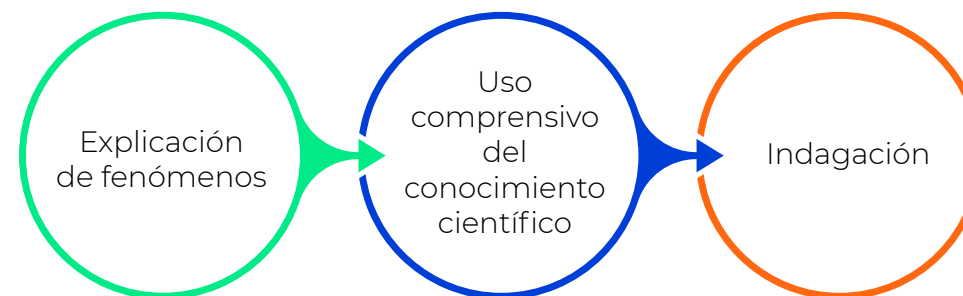 Explicación
de fenómenos
Uso
comprensivo
del
conocimiento
científico
Indagación